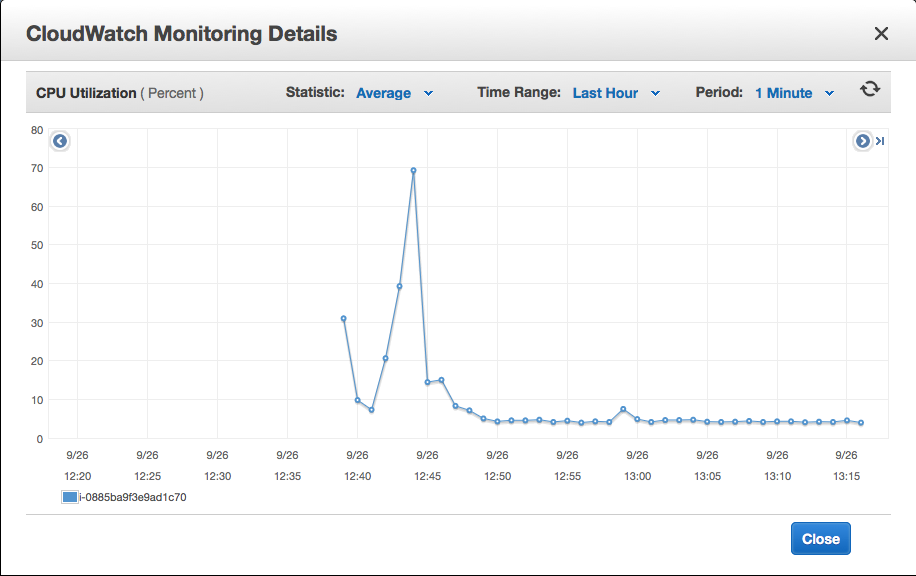 CloudWatch Monitoring Details
CPU Utilization ( Percent ) Statistic: Average Time Range: Last Hour Period: 1 Minute
80
70
60
50
40
30
20
10
0
9/26 9/26 9/26 9/26 9/26 9/26 9/26 9/26 9/26 9/26 9/26 9/26
12:20 12:25 12:30 12:35 12:40 12:45 12:50 12:55 13:00 13:05 13:10 13:15
i-0885ba9f3e9ad1c70
Close